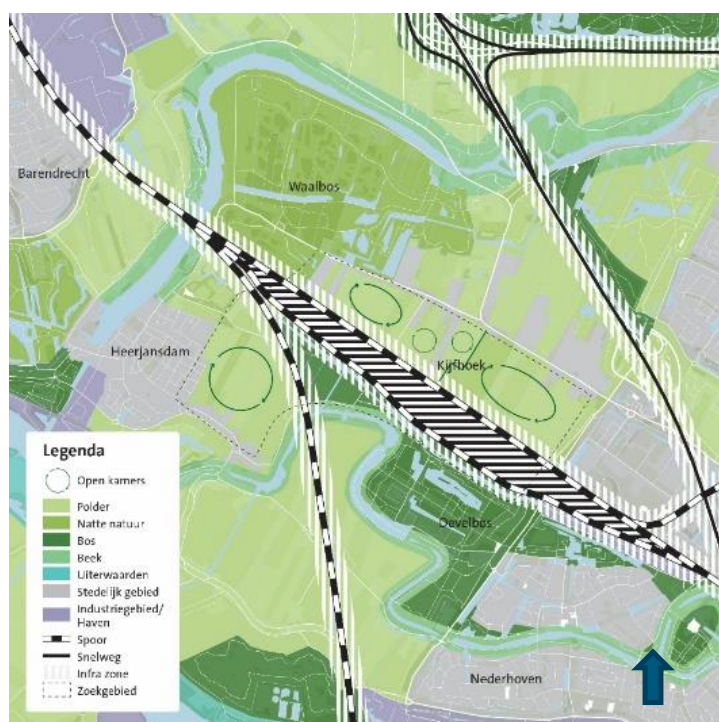 Barendrecht
Waalbos
Heerjansdam
Kijfhoek
Develbos
Nederhoven
Legenda
Open kamers
Polder
Natte natuur
Bos
Beek
Uiterwaarden
Stedelijk gebied
Industriegebied/
Haven
Spoor
Snelweg
Infra zone
Zoekgebied